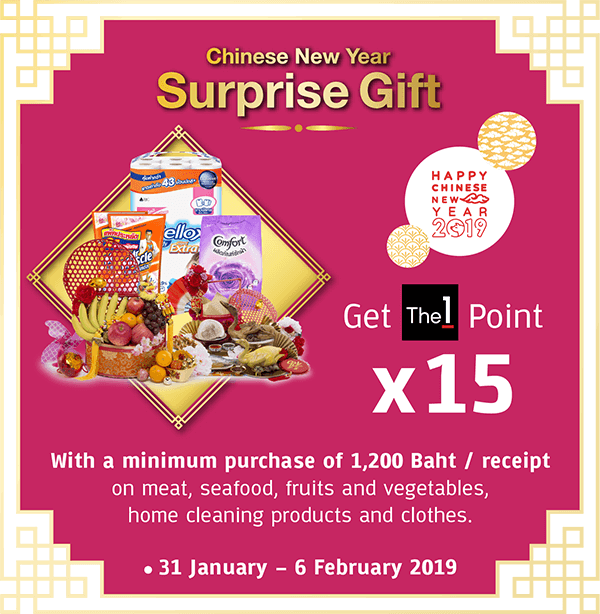 Chinese New Year
Surprise Gift
HAPPY
CHINESE
NEW
YEAR
2019
43
Comfort
Get The1 Point
x15
With a minimum purchase of 1,200 Baht / receipt
on meat, seafood, fruits and vegetables,
home cleaning products and clothes.
• 31 January – 6 February 2019